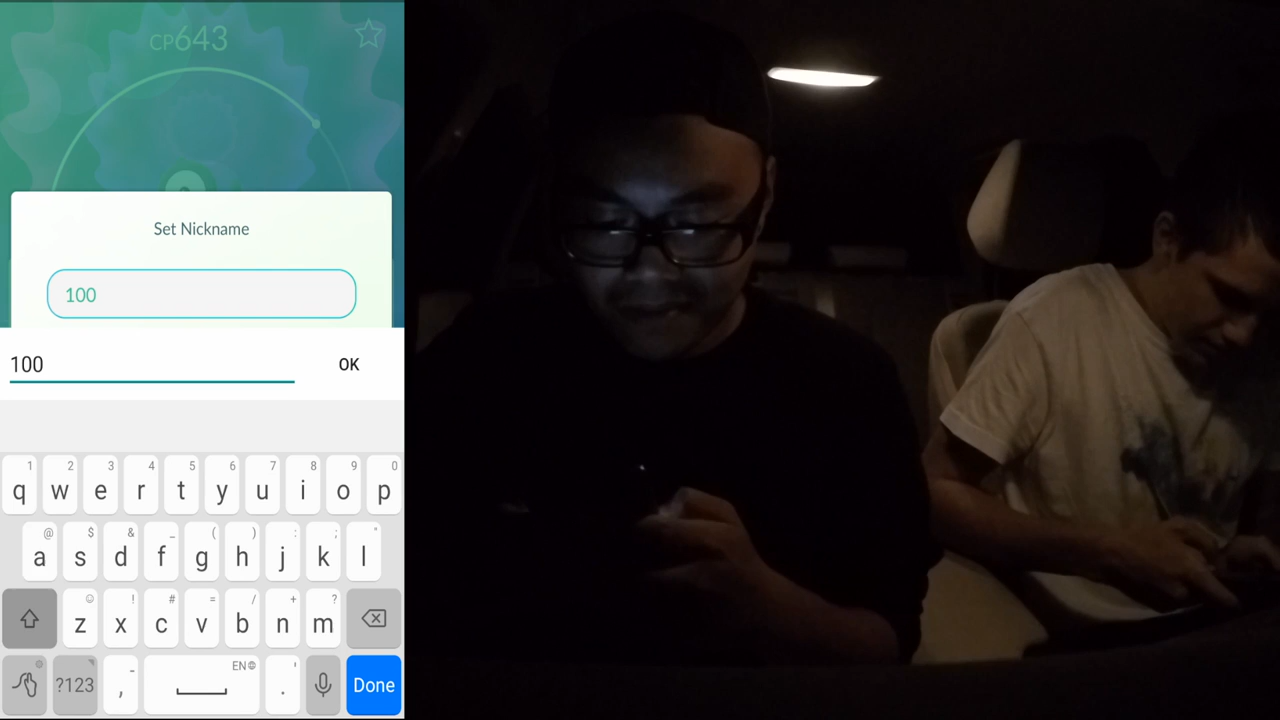 CP643
Set Nickname
100
100
OK
1 2 3 4 5 6 7 8 9 0
q w e r t y u i o p
@ $ & _ ( ) : ; "
a s d f g h j k l
! # = / + ?
z x c v b n m
EN
?123 , - . ' Done